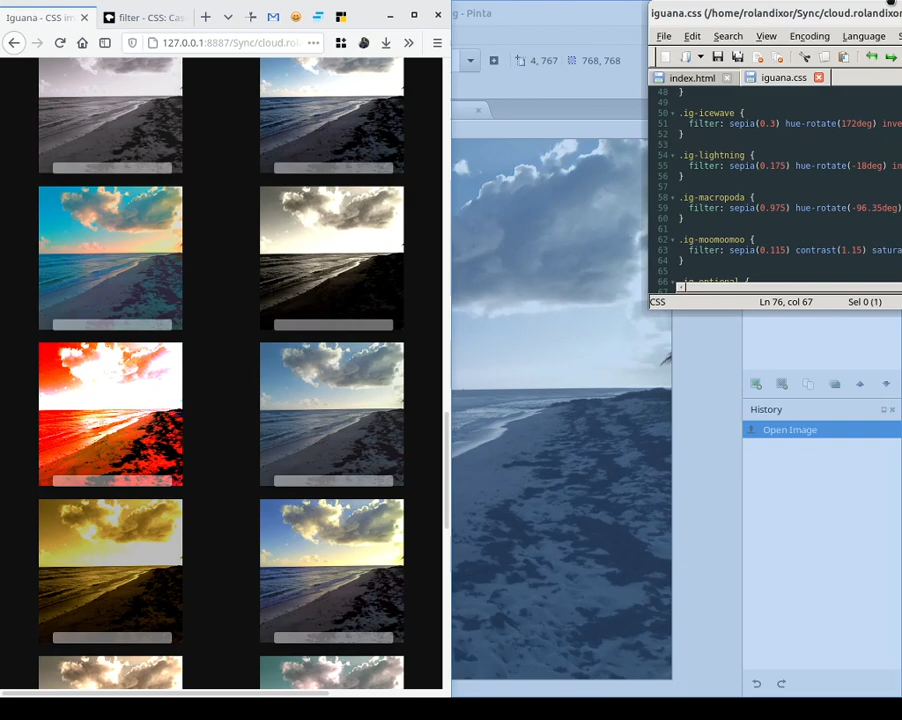 Iguana - CSS im
filter - CSS: Cas
127.0.0.1:8887/Sync/cloud.rol
g - Pinta
4, 767
768, 768
History
Open Image
iguana.css (/home/rolandixor/Sync/cloud.rolandixor
File Edit Search View Encoding Language
index.html
iguana.css
48 }
49
50 .ig-icewave {
51 filter: sepia(0.3) hue-rotate(172deg) inve
52 }
53
54 .ig-lightning {
55 filter: sepia(0.175) hue-rotate(-18deg) in
56 }
57
58 .ig-macropoda {
59 filter: sepia(0.975) hue-rotate(-96.35deg)
60 }
61
62 .ig-moomoomoo {
63 filter: sepia(0.115) contrast(1.15) satura
64 }
65
66 .ig-optional {
CSS
Ln 76, col 67
Sel 0 (1)